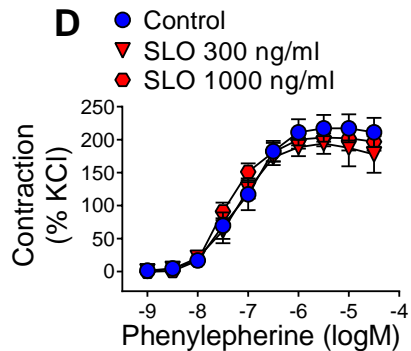 D
Control
SLO 300 ng/ml
SLO 1000 ng/ml
Contraction
(% KCl)
250
200
150
100
50
0
-9 -8 -7 -6 -5 -4
Phenylepherine (logM)